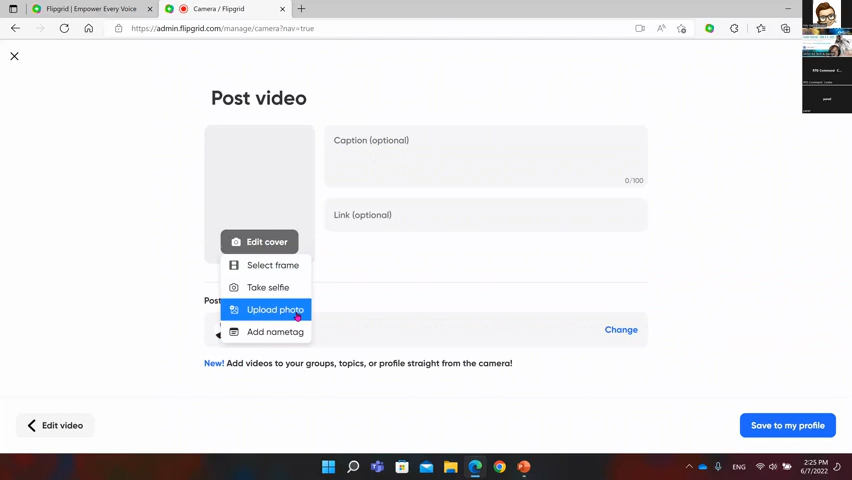 Flipgrid | Empower Every Voice
Camera / Flipgrid
https://admin.flipgrid.com/manage/camera?nav=true
Post video
Caption (optional)
0/100
Link (optional)
Edit cover
Select frame
Take selfie
Upload photo
Add nametag
Post
Change
New! Add videos to your groups, topics, or profile straight from the camera!
Edit video
Save to my profile
ENG
2:25 PM
6/7/2022